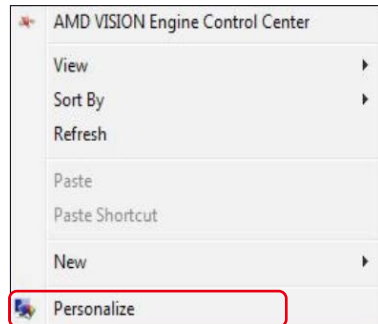 AMD VISION Engine Control Center
View
Sort By
Refresh
Paste
Paste Shortcut
New
Personalize